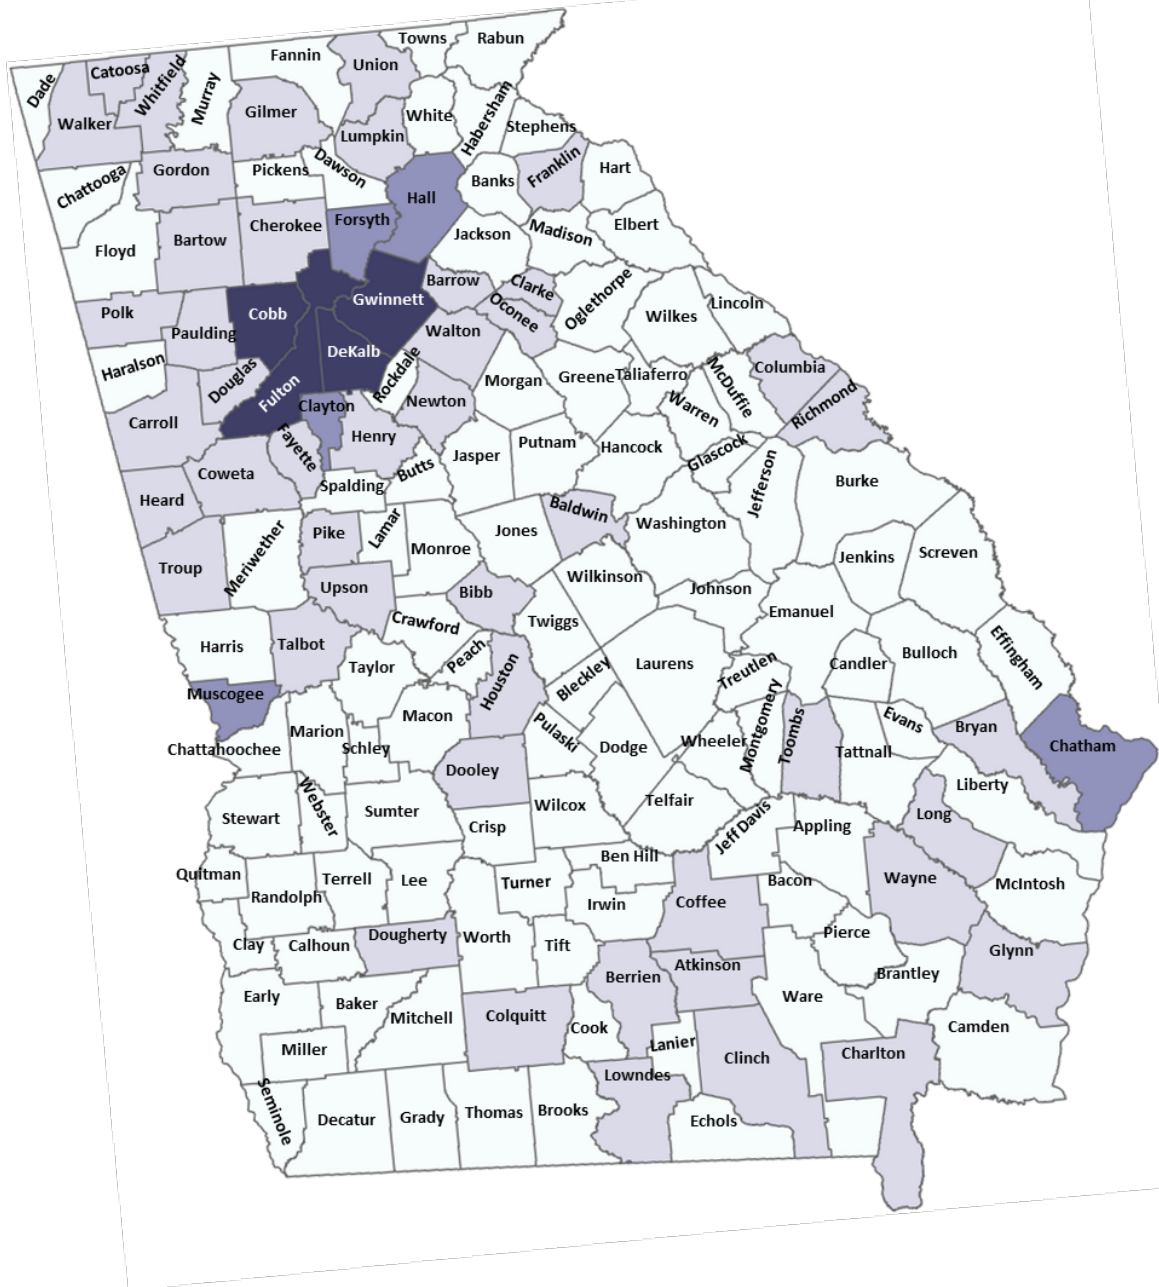 Towns
Rabun
Fannin
Union
Catoosa
Dade
Whitfield
Murray
Gilmer
White
Habersham
Walker
Lumpkin
Stephens
Chattooga
Gordon
Pickens
Dawson
Franklin
Hart
Banks
Hall
Forsyth
Cherokee
Elbert
Madison
Jackson
Bartow
Floyd
Barrow
Clarke
Oglethorpe
Gwinnett
Lincoln
Polk
Cobb
Oconee
Wilkes
Paulding
Walton
DeKalb
Haralson
Douglas
Rockdale
Morgan
Greene
Taliaferro
Columbia
McDuffie
Fulton
Clayton
Newton
Warren
Richmond
Carroll
Henry
Fayette
Putnam
Hancock
Glascock
Jasper
Butts
Coweta
Spalding
Jefferson
Burke
Heard
Baldwin
Pike
Lamar
Jones
Washington
Meriwether
Monroe
Jenkins
Screven
Troup
Upson
Bibb
Wilkinson
Johnson
Emanuel
Crawford
Twiggs
Harris
Talbot
Effingham
Taylor
Peach
Bleckley
Laurens
Treutlen
Candler
Bulloch
Houston
Muscogee
Macon
Marion
Pulaski
Montgomery
Toombs
Evans
Bryan
Chattahoochee
Schley
Dodge
Wheeler
Tattnall
Chatham
Dooley
Liberty
Webster
Stewart
Sumter
Wilcox
Telfair
Jeff Davis
Appling
Long
Crisp
Ben Hill
Quitman
Terrell
Lee
Turner
Bacon
Wayne
McIntosh
Randolph
Irwin
Coffee
Clay
Calhoun
Dougherty
Worth
Tift
Pierce
Glynn
Atkinson
Berrien
Brantley
Early
Baker
Ware
Mitchell
Colquitt
Cook
Camden
Miller
Lanier
Clinch
Charlton
Lowndes
Seminole
Decatur
Grady
Thomas
Brooks
Echols